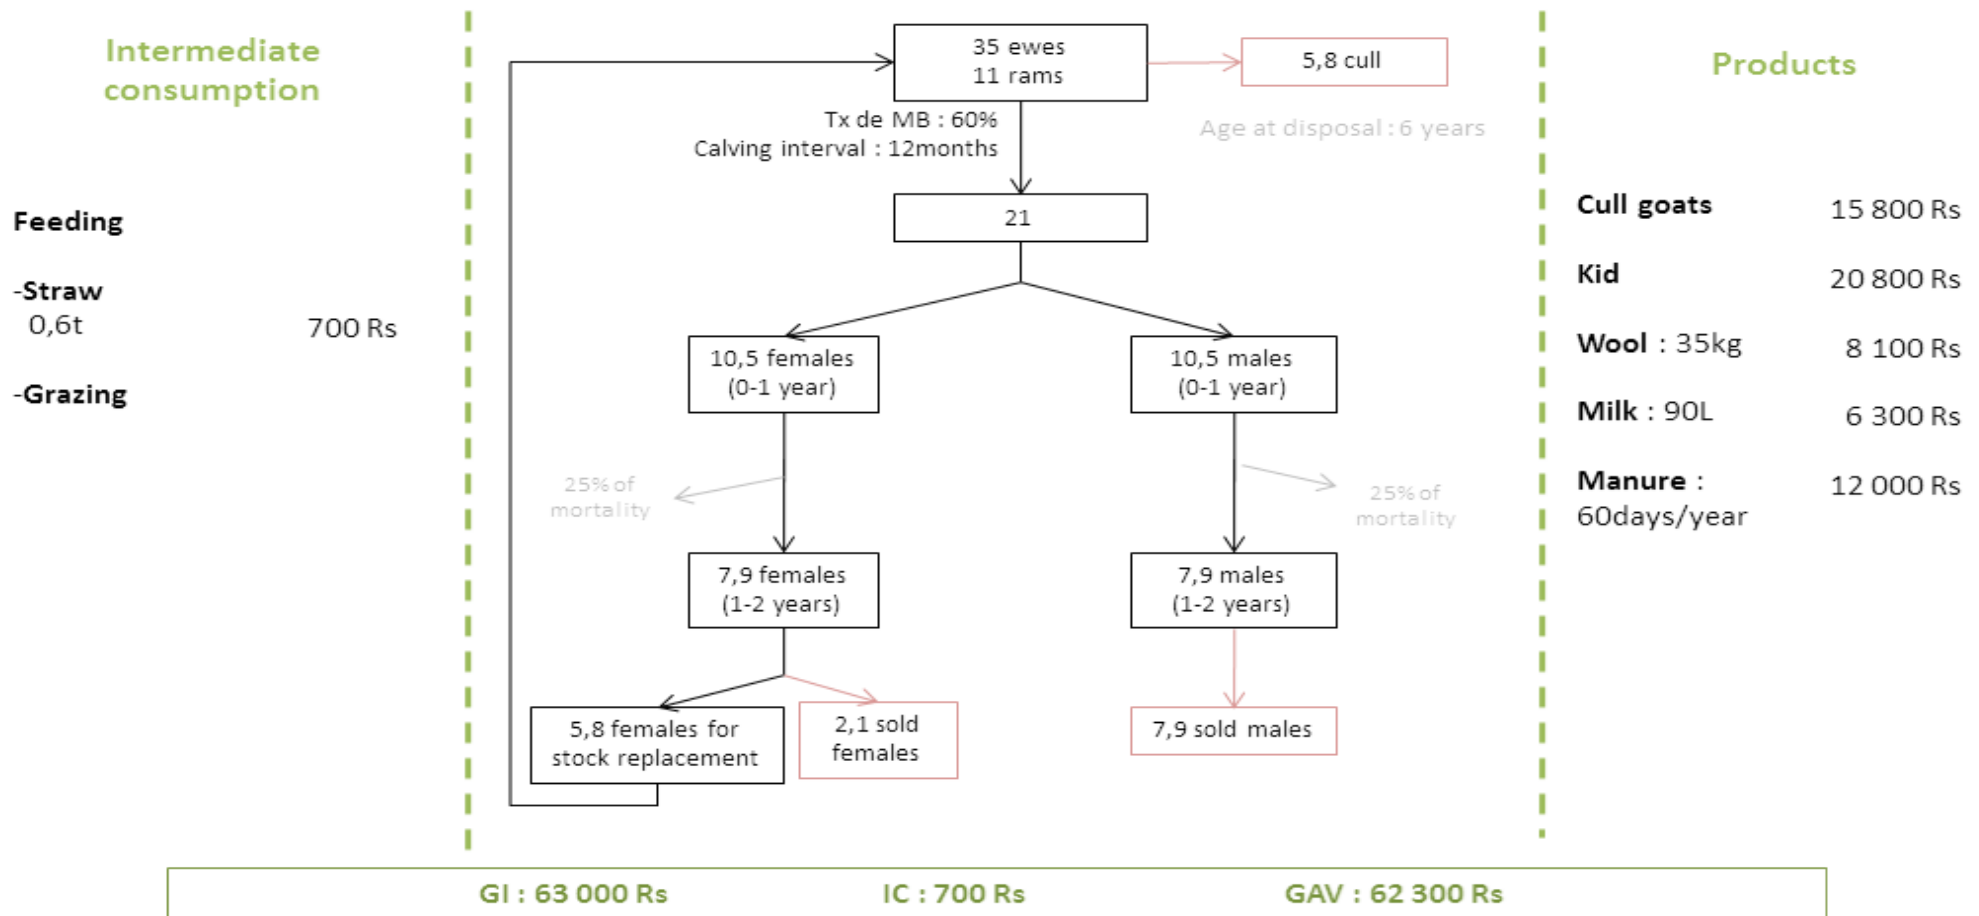 Intermediate
consumption
Feeding
-Straw
0,6t
700 Rs
-Grazing
35 ewes
11 rams
5,8 cull
Tx de MB : 60%
Calving interval : 12months
Age at disposal : 6 years
21
10,5 females
(0-1 year)
10,5 males
(0-1 year)
25% of
mortality
25% of
mortality
7,9 females
(1-2 years)
7,9 males
(1-2 years)
5,8 females for
stock replacement
2,1 sold
females
7,9 sold males
Products
Cull goats 15 800 Rs
Kid 20 800 Rs
Wool : 35kg 8 100 Rs
Milk : 90L 6 300 Rs
Manure : 12 000 Rs
60days/year
GI : 63 000 Rs IC : 700 Rs GAV : 62 300 Rs